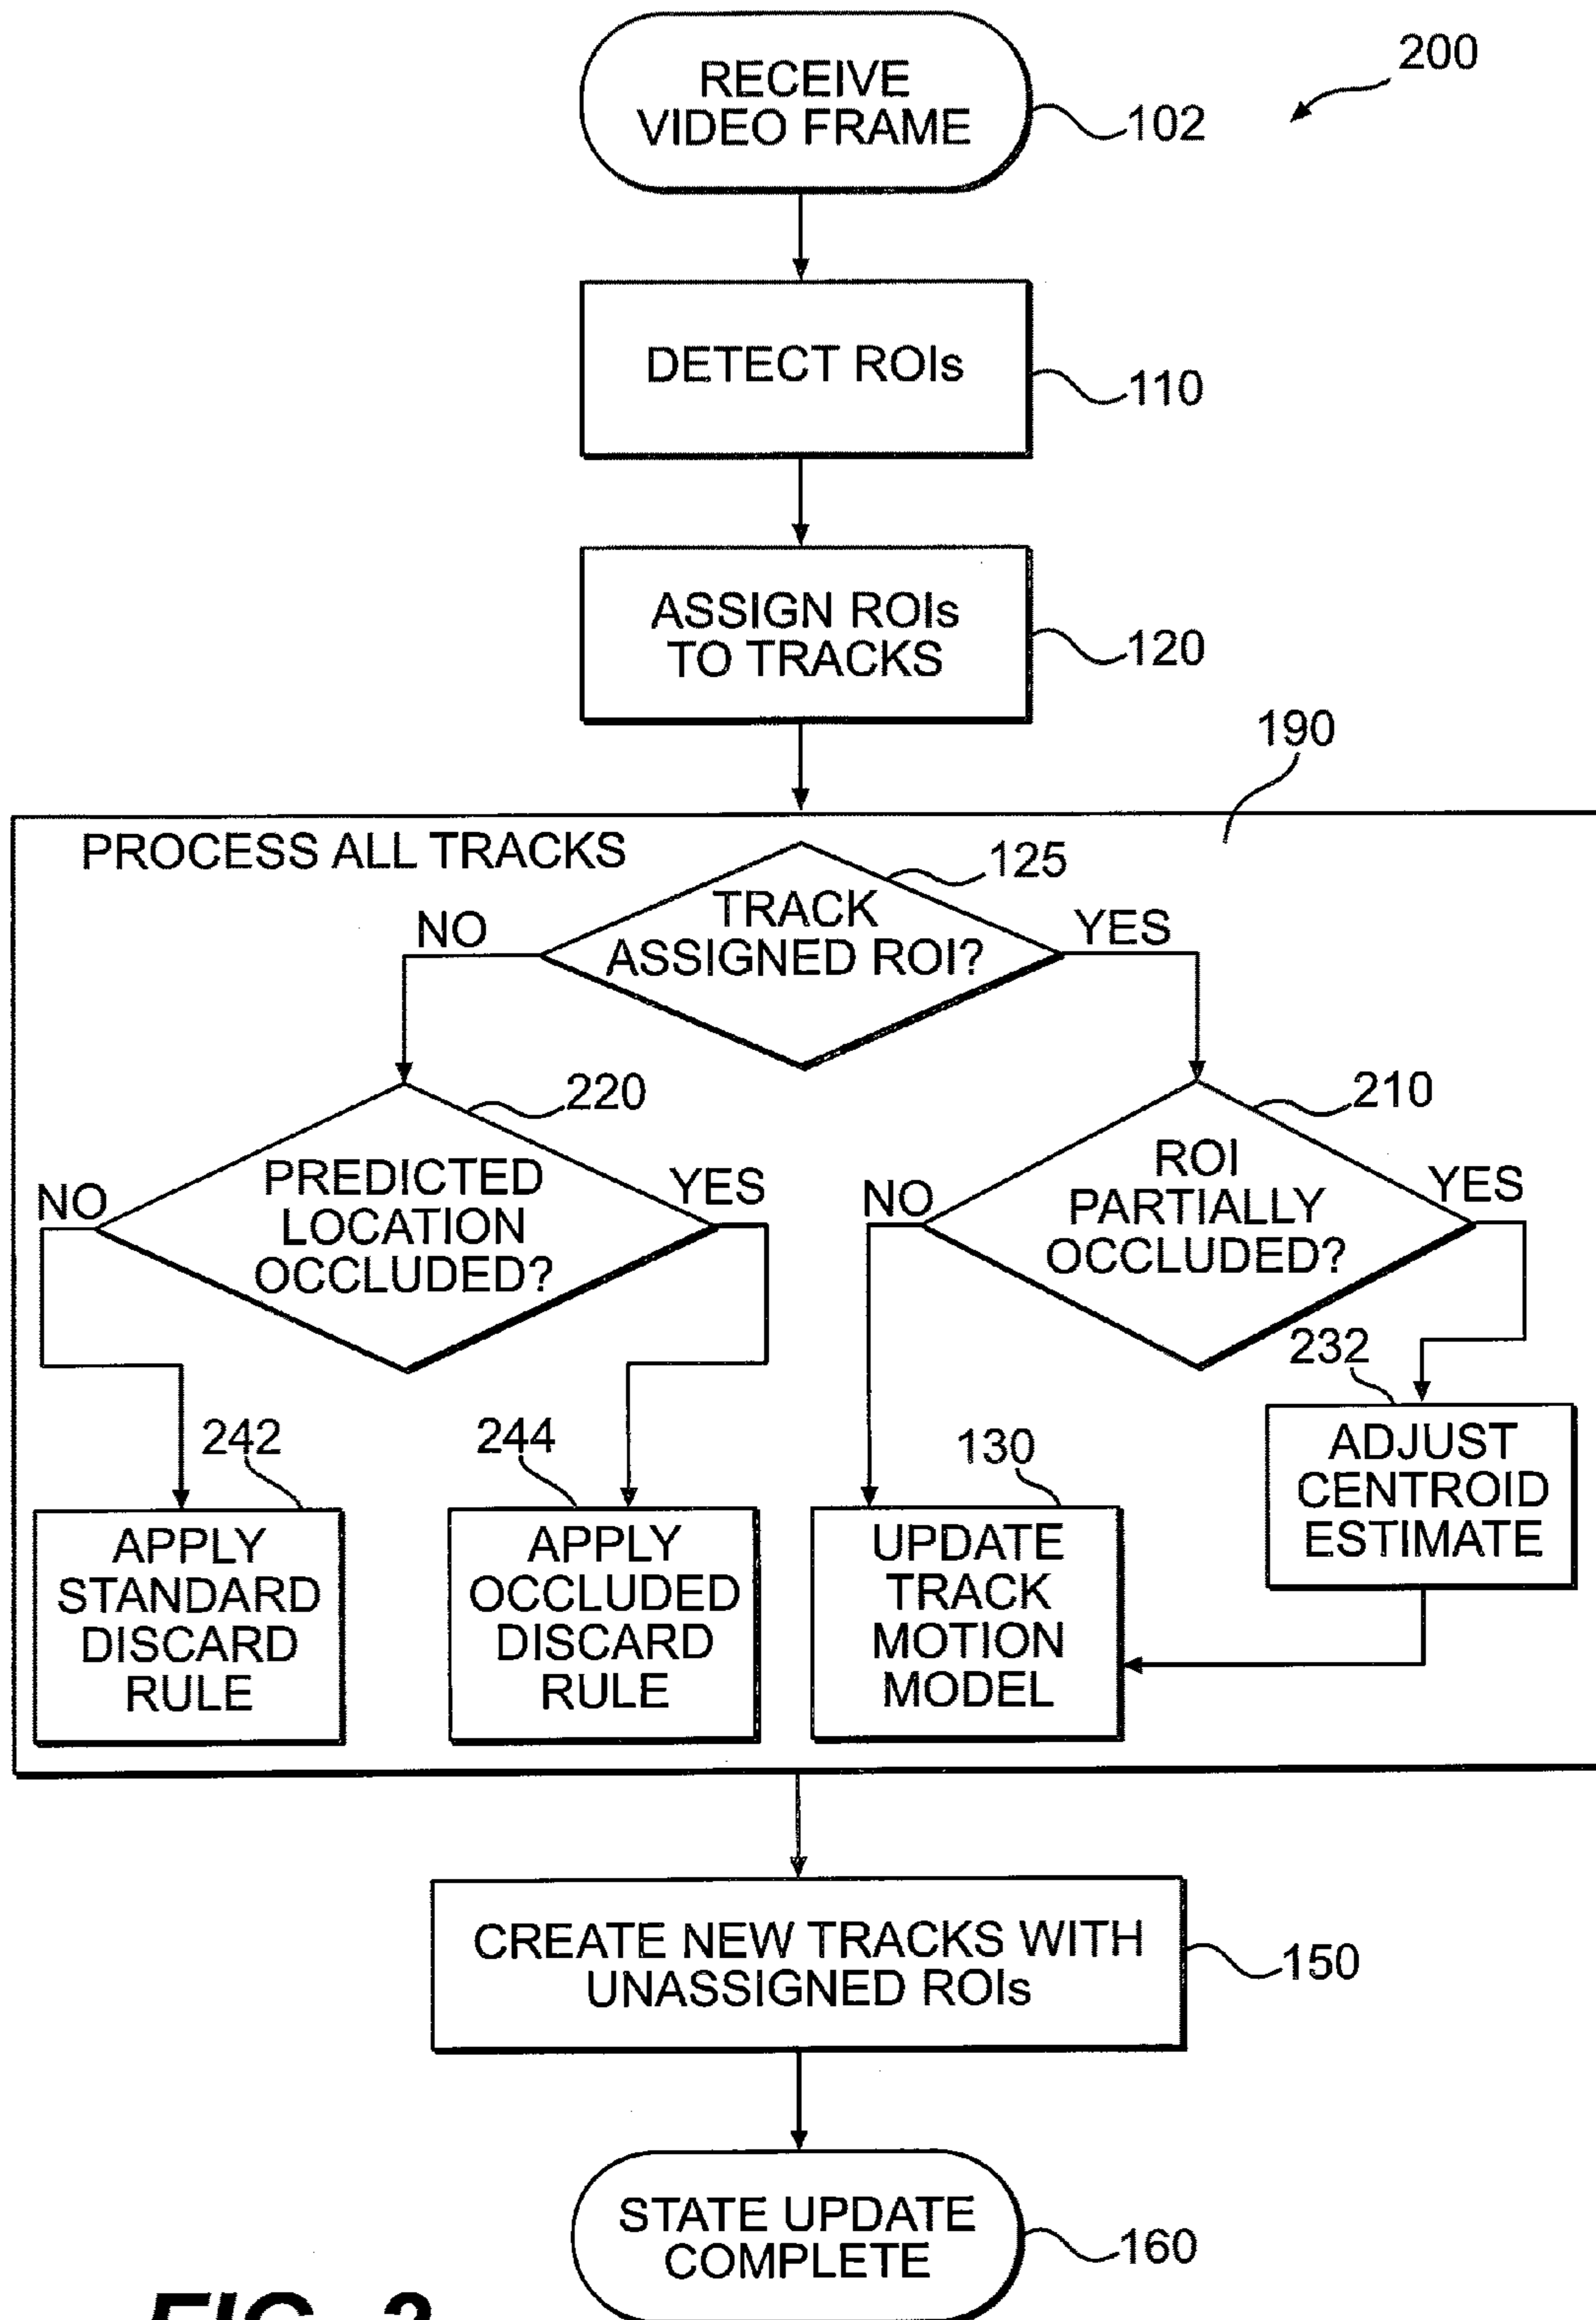 200
RECEIVE
VIDEO FRAME
102
DETECT ROIs
110
ASSIGN ROIs
TO TRACKS
120
190
PROCESS ALL TRACKS
125
TRACK
ASSIGNED ROI?
NO
YES
220
PREDICTED
LOCATION
OCCLUDED?
NO
YES
210
ROI
PARTIALLY
OCCLUDED?
NO
YES
242
APPLY
STANDARD
DISCARD
RULE
244
APPLY
OCCLUDED
DISCARD
RULE
130
UPDATE
TRACK
MOTION
MODEL
232
ADJUST
CENTROID
ESTIMATE
CREATE NEW TRACKS WITH
UNASSIGNED ROIs
150
STATE UPDATE
COMPLETE
160
FIG.